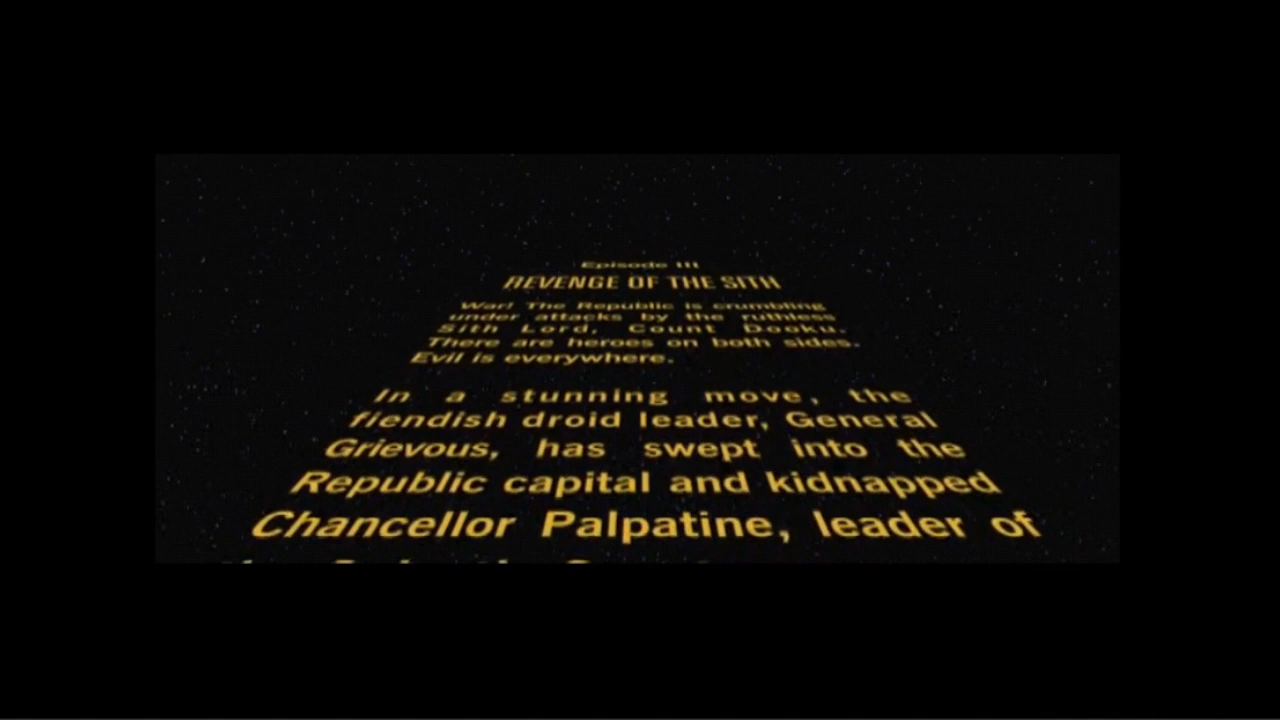 Episode III
REVENGE OF THE SITH
War! The Republic is crumbling
under attacks by the ruthless
Sith Lord, Count Dooku.
There are heroes on both sides.
Evil is everywhere.
In a stunning move, the
fiendish droid leader, General
Grievous, has swept into the
Republic capital and kidnapped
Chancellor Palpatine, leader of